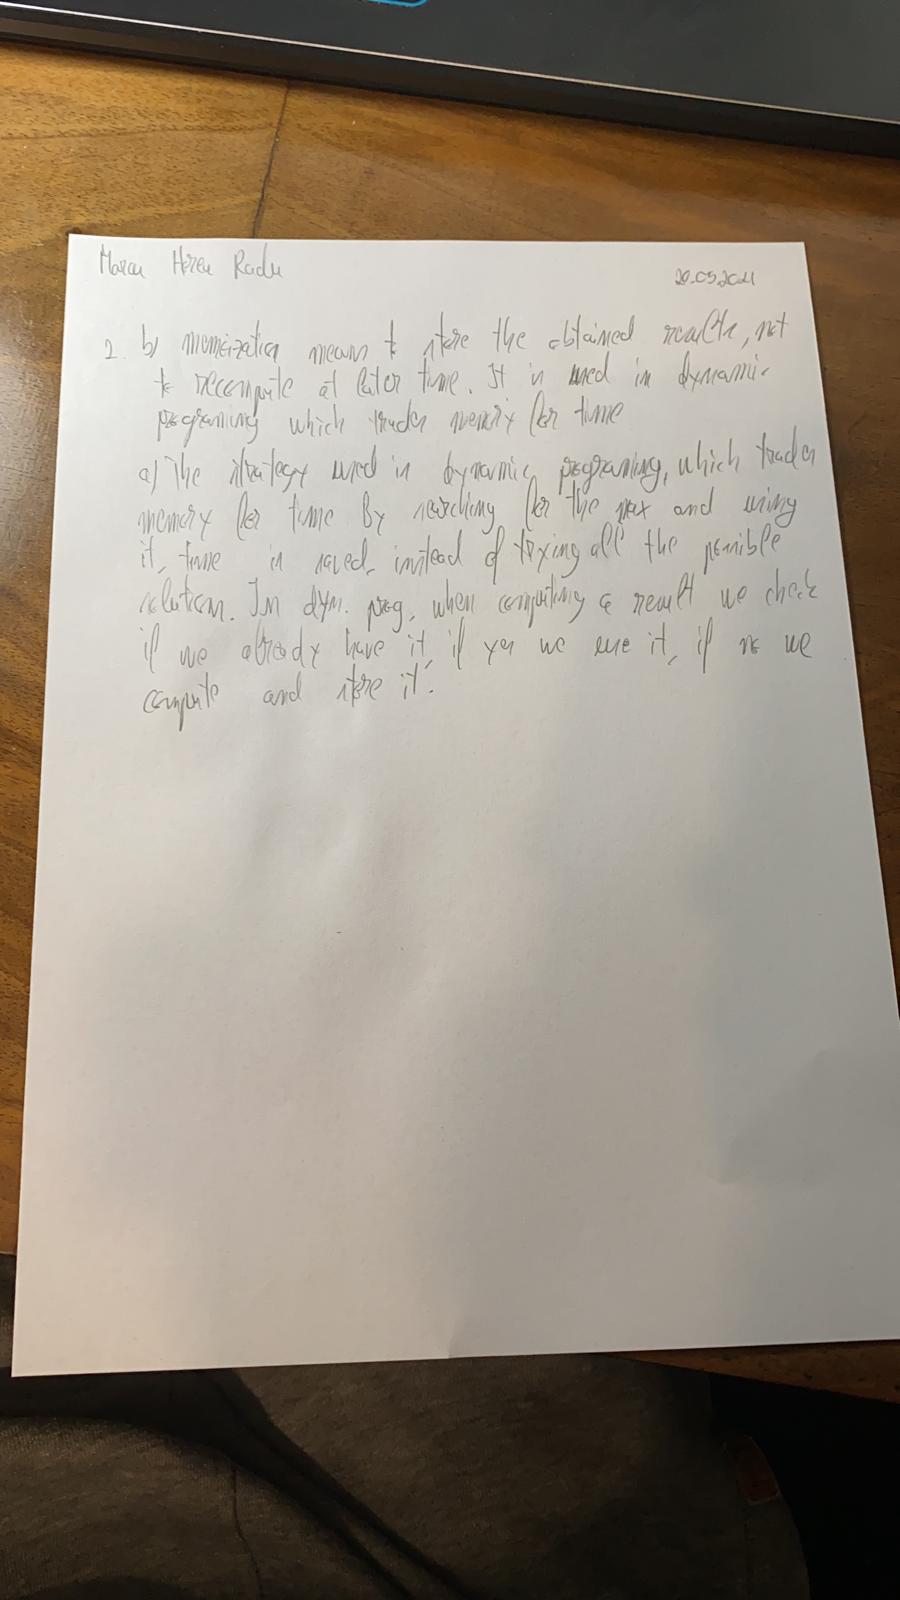 Marcu Horea Radu
20.05.2021
2. b) memoization means to store the obtained results, not
to recompute at later time. It is used in dynamic
programing which trades memory for time
a) The strategy used in dynamic programing, which trades
memory for time by searching for the max and using
it, time is saved, instead of trying all the possible
solution. In dym. prog, when computing a result we check
if we already have it, if yes we use it, if no we
compute and store it.